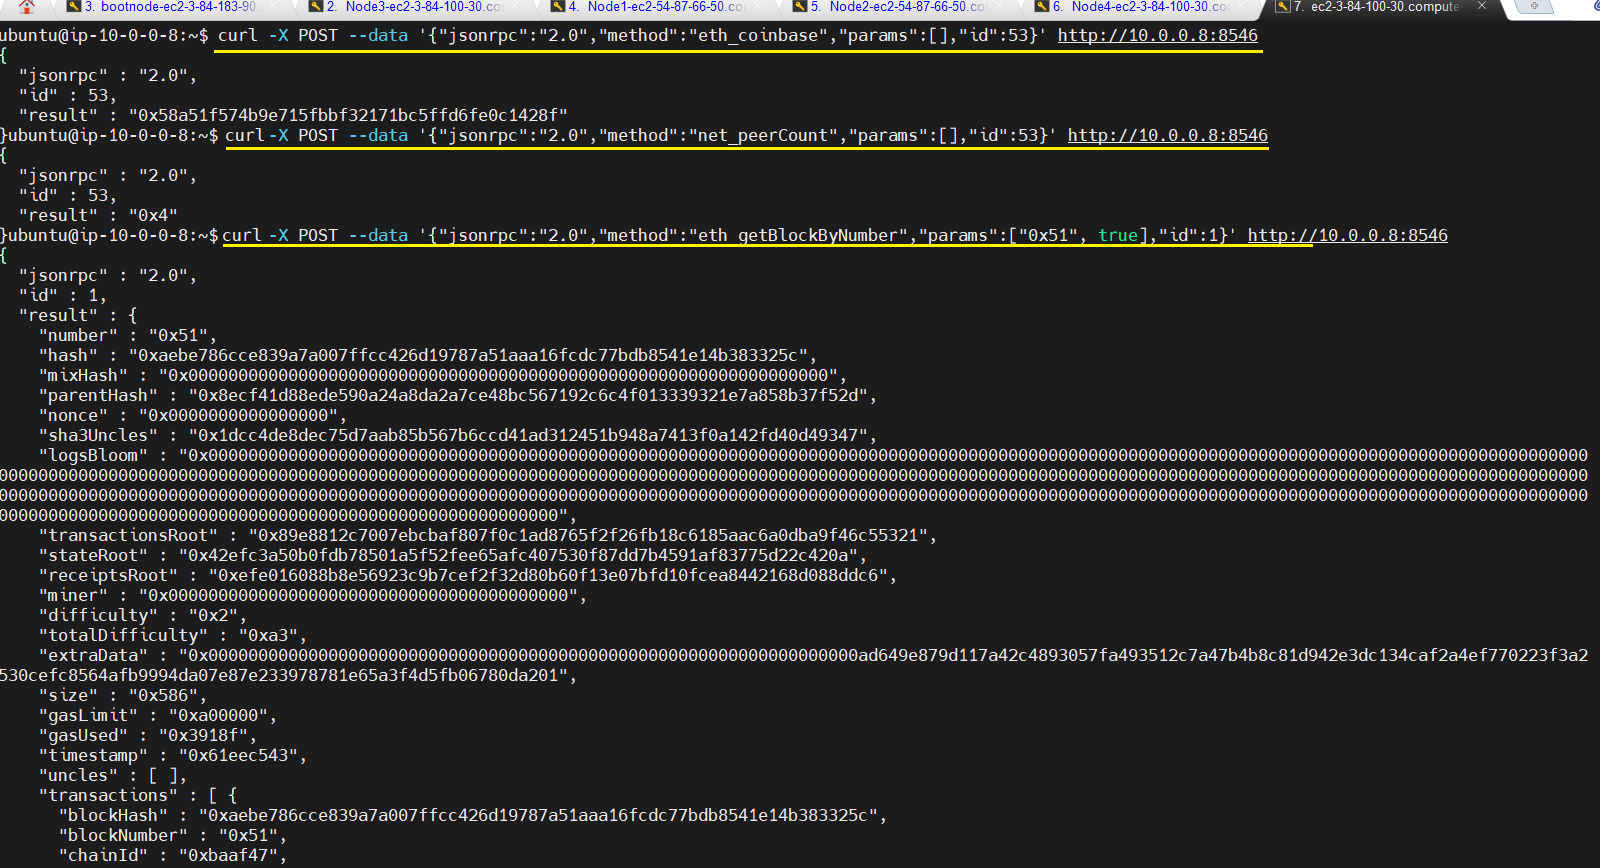 3. bootnode-ec2-3-84-183-90.
2. Node3-ec2-3-84-100-30.co
4. Node1-ec2-54-87-66-50.co
5. Node2-ec2-54-87-66-50.co
6. Node4-ec2-3-84-100-30.co
7. ec2-3-84-100-30.compute-
ubuntu@ip-10-0-0-8:~$ curl -X POST --data '{"jsonrpc":"2.0","method":"eth_coinbase","params":[],"id":53}' http://10.0.0.8:8546
{
"jsonrpc" : "2.0",
"id" : 53,
"result" : "0x58a51f574b9e715fbbf32171bc5ffd6fe0c1428f"
}ubuntu@ip-10-0-0-8:~$ curl -X POST --data '{"jsonrpc":"2.0","method":"net_peerCount","params":[],"id":53}' http://10.0.0.8:8546
{
"jsonrpc" : "2.0",
"id" : 53,
"result" : "0x4"
}ubuntu@ip-10-0-0-8:~$ curl -X POST --data '{"jsonrpc":"2.0","method":"eth_getBlockByNumber","params":["0x51", true],"id":1}' http://10.0.0.8:8546
{
"jsonrpc" : "2.0",
"id" : 1,
"result" : {
"number" : "0x51",
"hash" : "0xaebe786cce839a7a007ffcc426d19787a51aaa16fcdc77bdb8541e14b383325c",
"mixHash" : "0x0000000000000000000000000000000000000000000000000000000000000000",
"parentHash" : "0x8ecf41d88ede590a24a8da2a7ce48bc567192c6c4f013339321e7a858b37f52d",
"nonce" : "0x0000000000000000",
"sha3Uncles" : "0x1dcc4de8dec75d7aab85b567b6ccd41ad312451b948a7413f0a142fd40d49347",
"logsBloom" : "0x000000000000000000000000000000000000000000000000000000000000000000000000000000000000000000000000000000000000000000000000000000000000000000000000
000000000000000000000000000000000000000000000000000000000000000000000000000000000000000000000000000000000000000000000000000000000000000000000000000000000000000
000000000000000000000000000000000000000000000000000000000000000000000000000000000000000000000000000000000000000000000000000000000000000000000000000000000000000
00000000000000000000000000000000000000000000000000000000",
"transactionsRoot" : "0x89e8812c7007ebcbaf807f0c1ad8765f2f26fb18c6185aac6a0dba9f46c55321",
"stateRoot" : "0x42efc3a50b0fdb78501a5f52fee65afc407530f87dd7b4591af83775d22c420a",
"receiptsRoot" : "0xefe016088b8e56923c9b7cef2f32d80b60f13e07bfd10fcea8442168d088ddc6",
"miner" : "0x0000000000000000000000000000000000000000",
"difficulty" : "0x2",
"totalDifficulty" : "0xa3",
"extraData" : "0x0000000000000000000000000000000000000000000000000000000000000000ad649e879d117a42c4893057fa493512c7a47b4b8c81d942e3dc134caf2a4ef770223f3a2
530cefc8564afb9994da07e87e233978781e65a3f4d5fb06780da201",
"size" : "0x586",
"gasLimit" : "0xa00000",
"gasUsed" : "0x3918f",
"timestamp" : "0x61eec543",
"uncles" : [ ],
"transactions" : [ {
"blockHash" : "0xaebe786cce839a7a007ffcc426d19787a51aaa16fcdc77bdb8541e14b383325c",
"blockNumber" : "0x51",
"chainId" : "0xbaaf47",